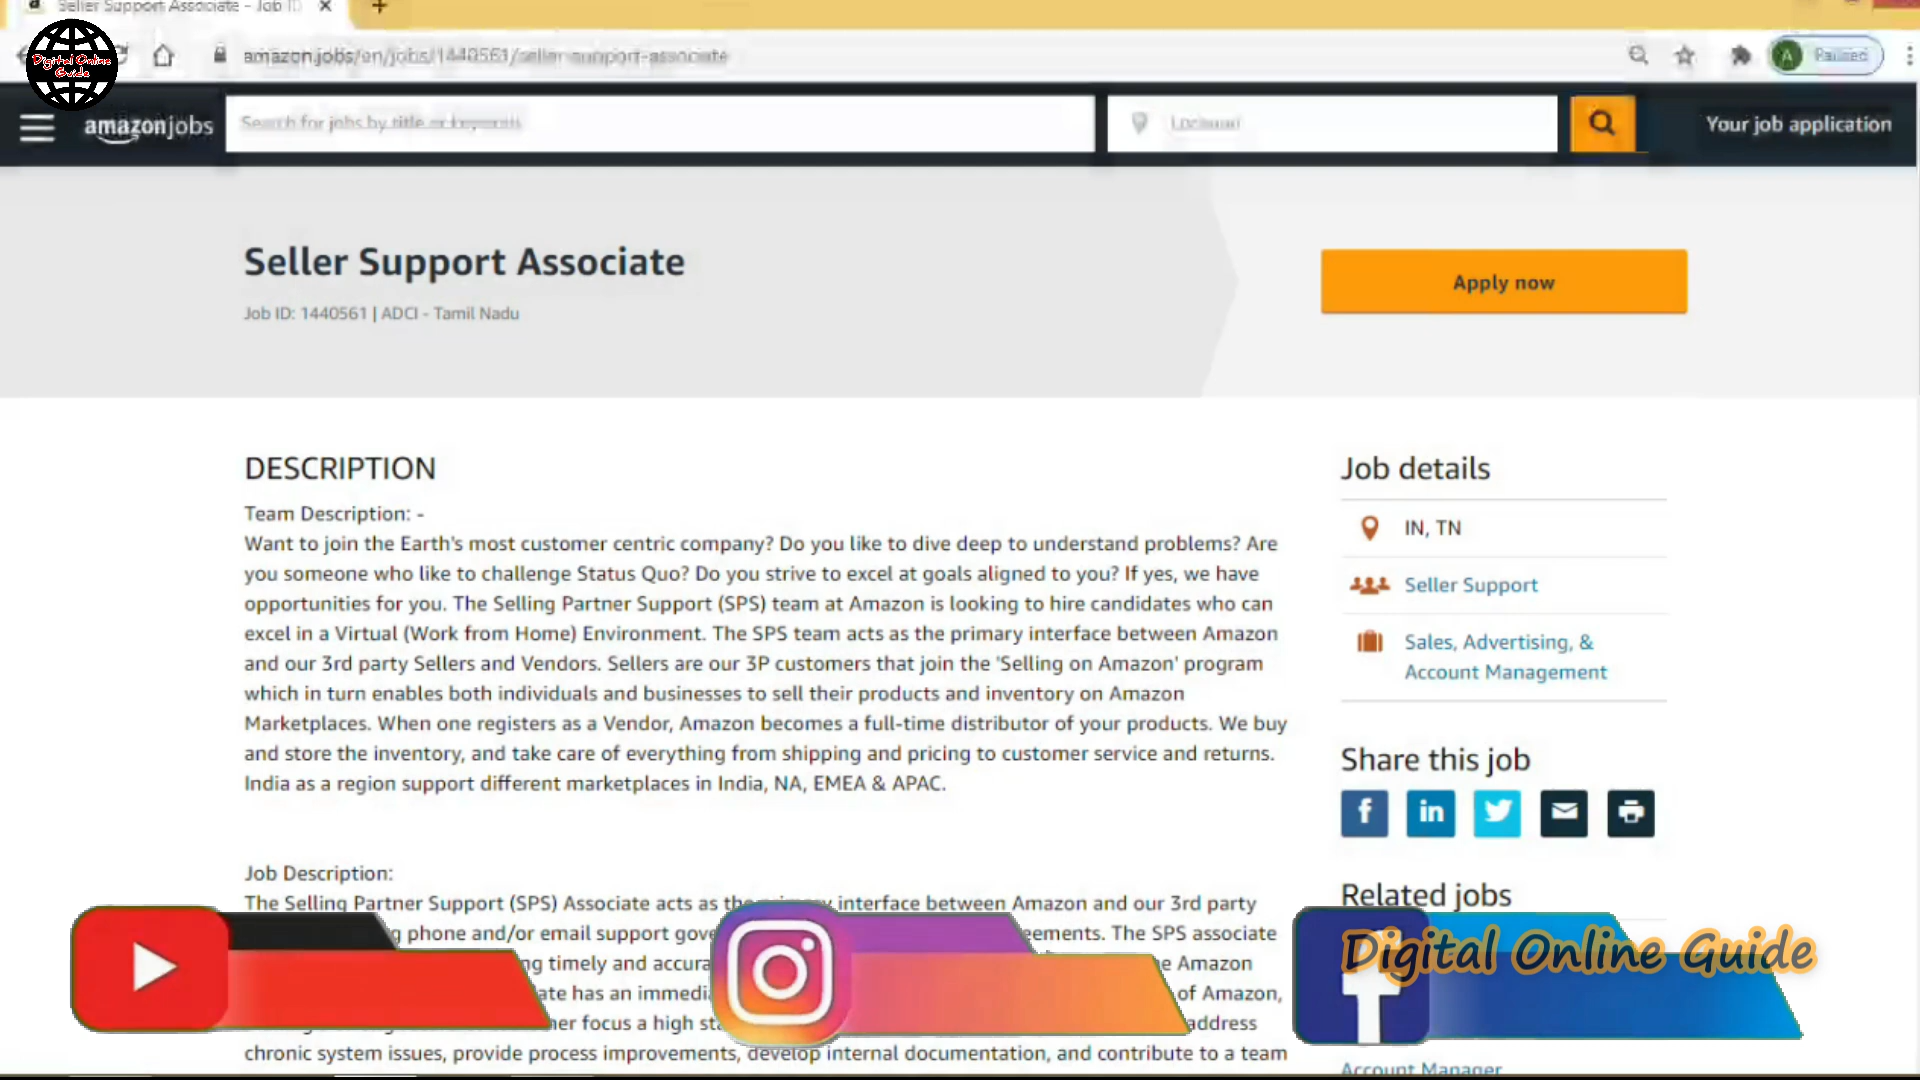 Seller Support Associate - Job ID
amazon.jobs/en/jobs/1440561/seller-support-associate
Paused
A
Digital Online
Guide
amazonjobs
Search for jobs by title or keyword
Location
Your job application
Seller Support Associate
Job ID: 1440561 | ADCI - Tamil Nadu
Apply now
DESCRIPTION
Team Description: -
Want to join the Earth's most customer centric company? Do you like to dive deep to understand problems? Are
you someone who like to challenge Status Quo? Do you strive to excel at goals aligned to you? If yes, we have
opportunities for you. The Selling Partner Support (SPS) team at Amazon is looking to hire candidates who can
excel in a Virtual (Work from Home) Environment. The SPS team acts as the primary interface between Amazon
and our 3rd party Sellers and Vendors. Sellers are our 3P customers that join the 'Selling on Amazon' program
which in turn enables both individuals and businesses to sell their products and inventory on Amazon
Marketplaces. When one registers as a Vendor, Amazon becomes a full-time distributor of your products. We buy
and store the inventory, and take care of everything from shipping and pricing to customer service and returns.
India as a region support different marketplaces in India, NA, EMEA & APAC.
Job Description:
The Selling Partner Support (SPS) Associate acts as the primary interface between Amazon and our 3rd party
phone and/or email support The SPS associate
timely and Amazon
has an of Amazon,
focus a high address
chronic system issues, provide process improvements, develop internal documentation, and contribute to a team
Job details
IN, TN
Seller Support
Sales, Advertising, &
Account Management
Share this job
Related jobs
Digital Online Guide
Account Manager